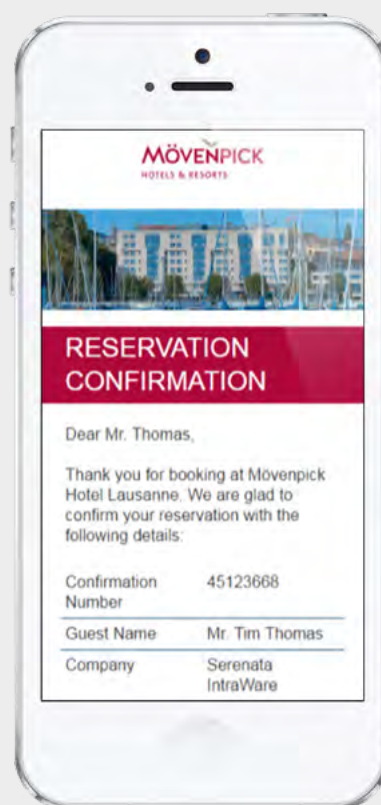 MÖVENPICK
HOTELS & RESORTS
RESERVATION
CONFIRMATION
Dear Mr. Thomas,
Thank you for booking at Mövenpick
Hotel Lausanne. We are glad to
confirm your reservation with the
following details:
Confirmation 45123668
Number
Guest Name Mr. Tim Thomas
Company Serenata
IntraWare